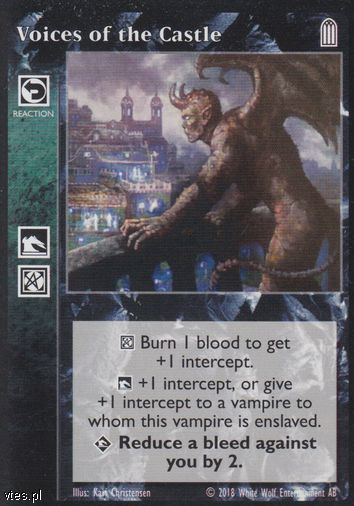 Voices of the Castle
REACTION
Burn 1 blood to get
+1 intercept.
+1 intercept, or give
+1 intercept to a vampire to
whom this vampire is enslaved.
Reduce a bleed against
you by 2.
Illus: Kari Christensen
© 2018 White Wolf Entertainment AB
vtes.pl